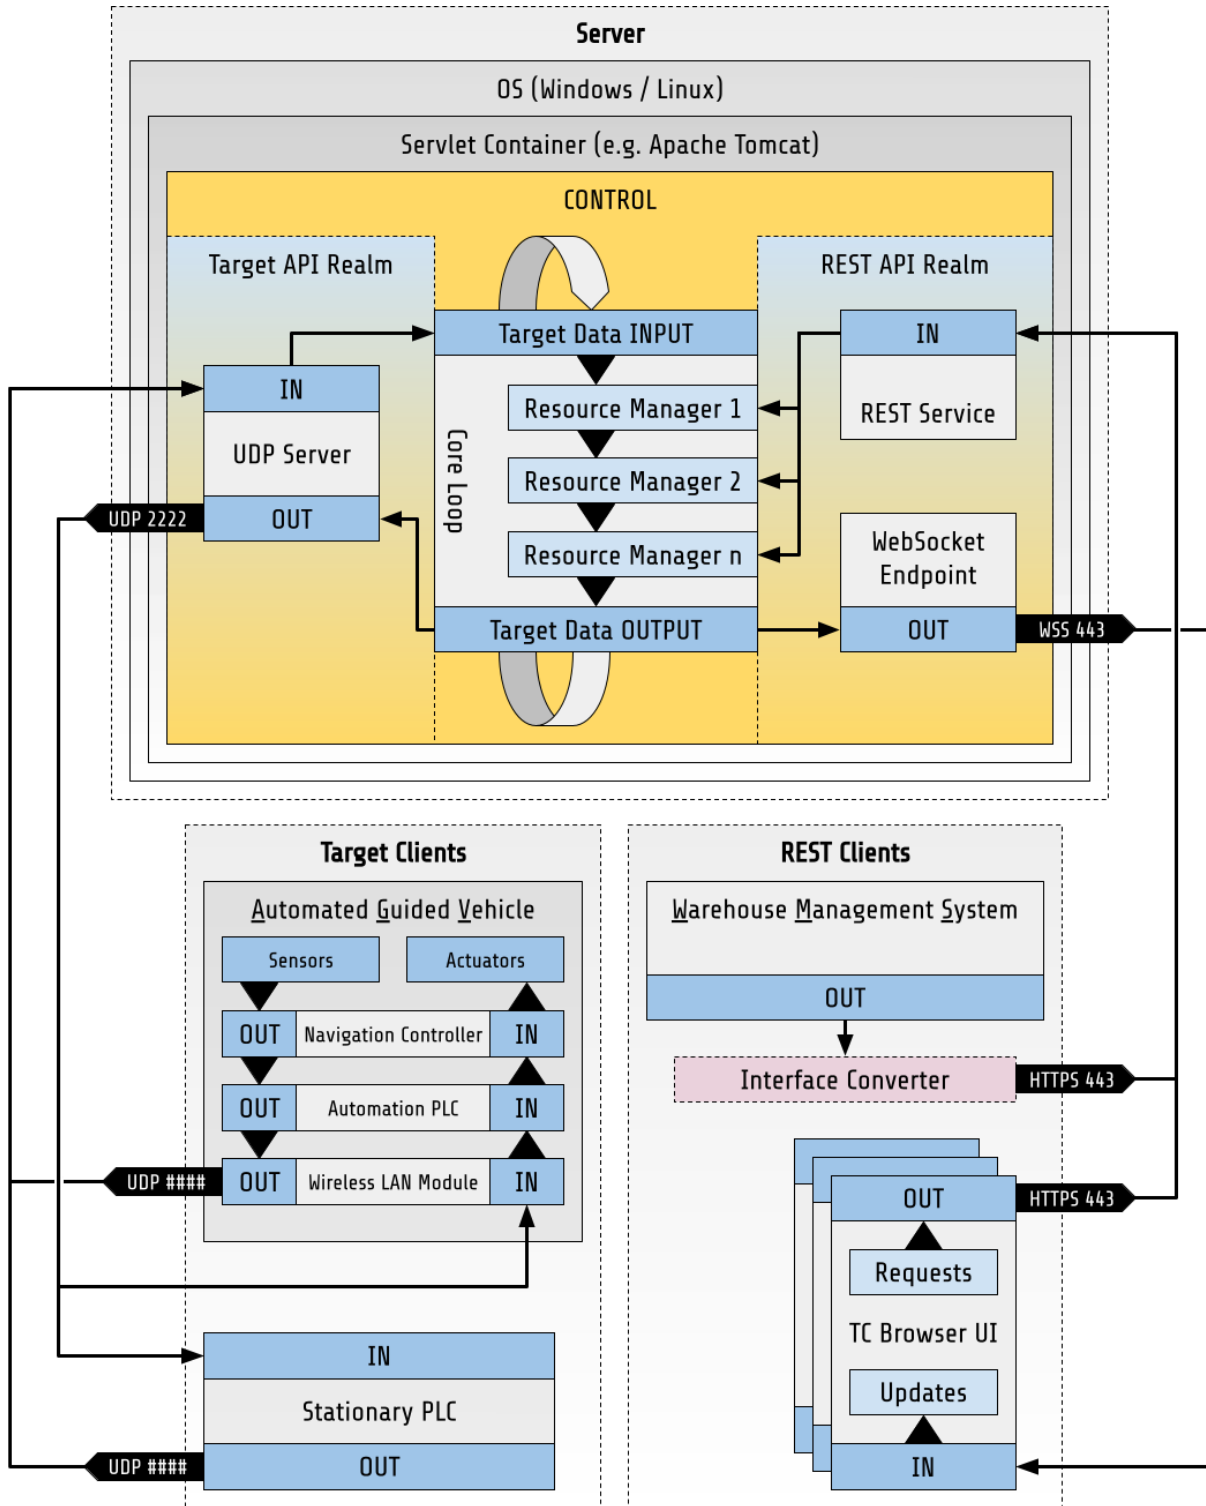 Server
OS (Windows / Linux)
Servlet Container (e.g. Apache Tomcat)
CONTROL
Target API Realm
REST API Realm
Target Data INPUT
IN
IN
Resource Manager 1
REST Service
UDP Server
Core Loop
Resource Manager 2
UDP 2222
OUT
Resource Manager n
WebSocket
Endpoint
Target Data OUTPUT
OUT
WSS 443
Target Clients
Automated Guided Vehicle
Sensors
Actuators
OUT
Navigation Controller
IN
OUT
Automation PLC
IN
UDP ####
OUT
Wireless LAN Module
IN
IN
Stationary PLC
UDP ####
OUT
REST Clients
Warehouse Management System
OUT
Interface Converter
HTTPS 443
OUT
HTTPS 443
Requests
TC Browser UI
Updates
IN